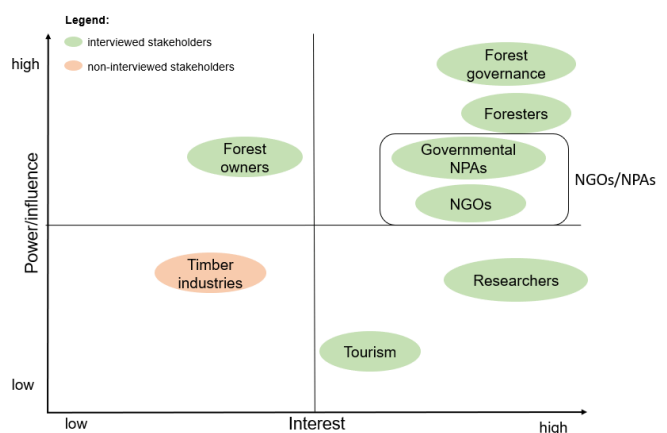 Legend:
interviewed stakeholders
non-interviewed stakeholders
high
Forest
governance
Foresters
Forest
owners
Governmental
NPAs
NGOs/NPAs
NGOs
Power/influence
Timber
industries
Researchers
Tourism
low
low
Interest
high